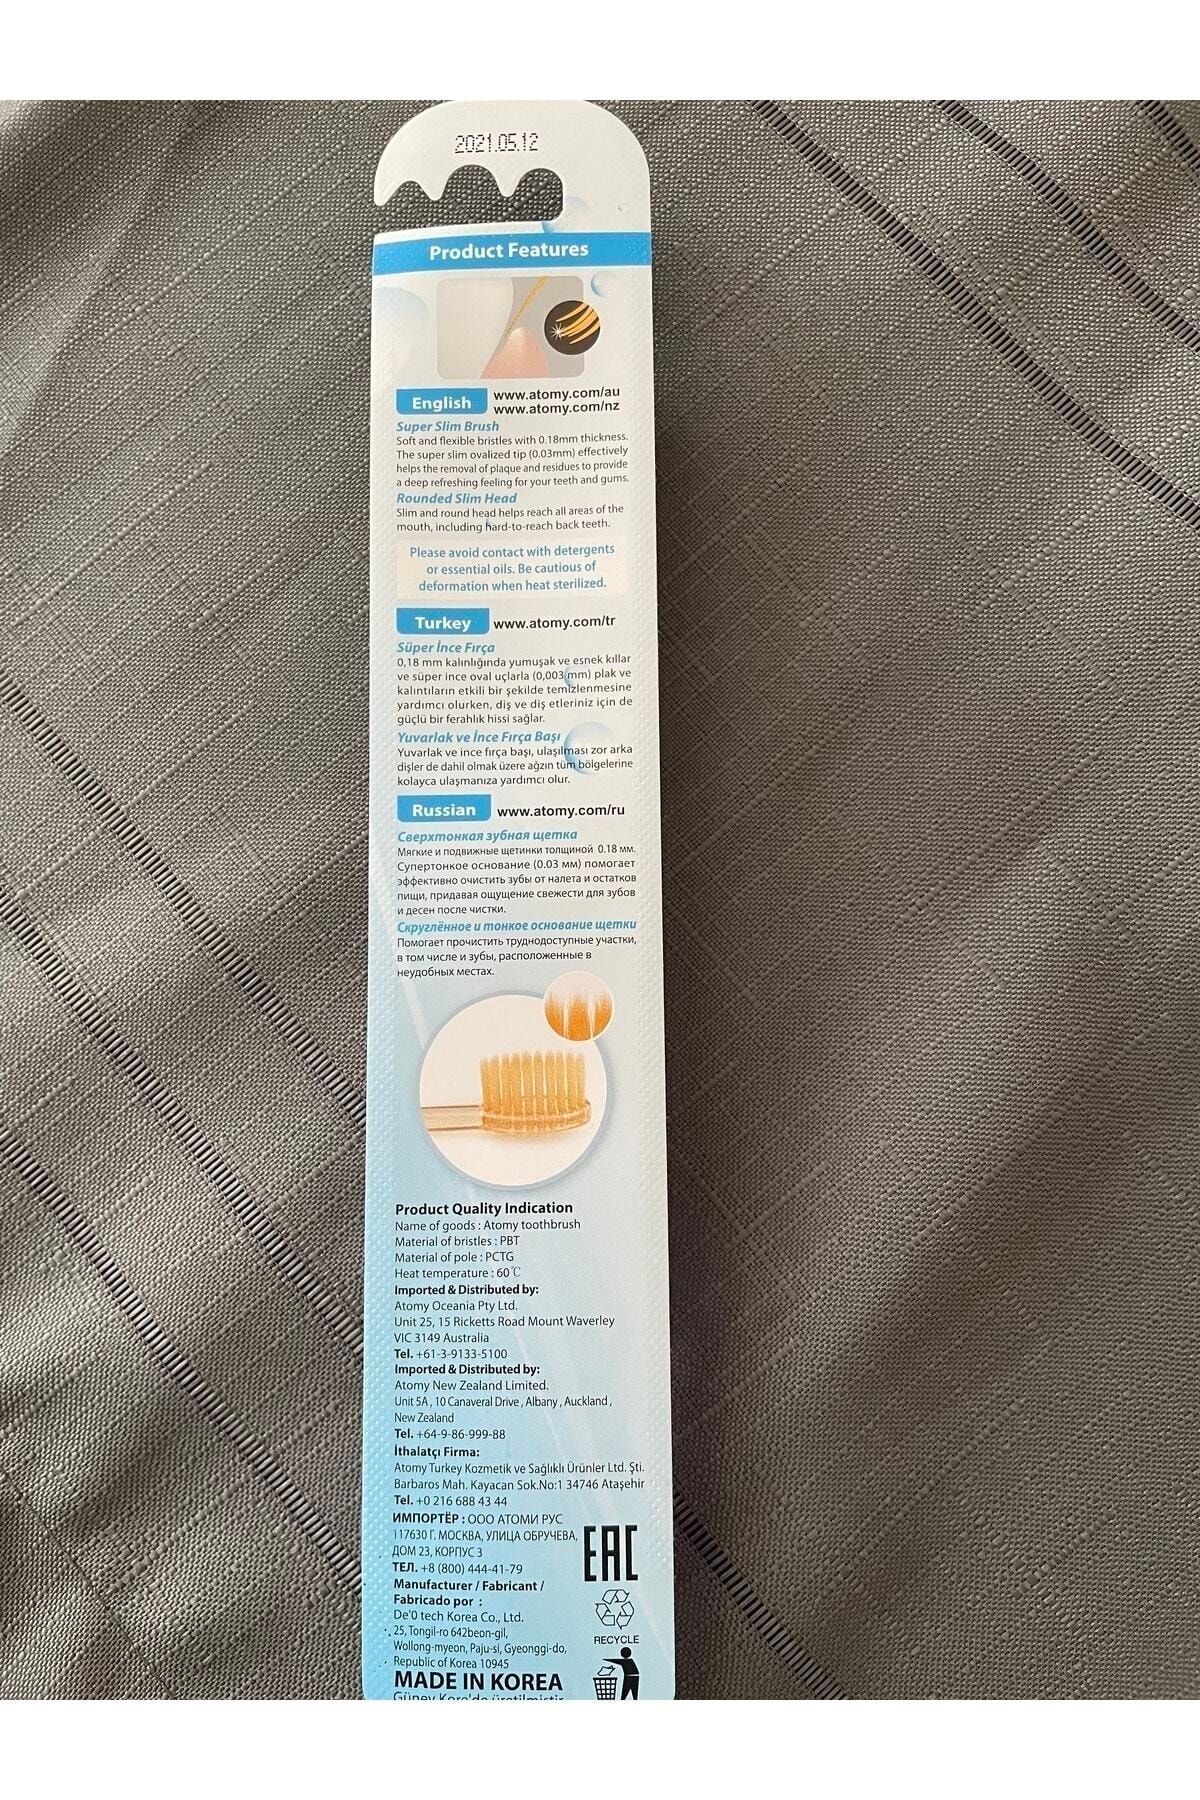 2021.05.12
Product Features
English
www.atomy.com/au
www.atomy.com/nz
Super Slim Brush
Soft and flexible bristles with 0.18mm thickness.
The super slim ovalized tip (0.03mm) effectively
helps the removal of plaque and residues to provide
a deep refreshing feeling for your teeth and gums.
Rounded Slim Head
Slim and round head helps reach all areas of the
mouth, including hard-to-reach back teeth.
Please avoid contact with detergents
or essential oils. Be cautious of
deformation when heat sterilized.
Turkey www.atomy.com/tr
Süper İnce Fırça
0,18 mm kalınlığında yumuşak ve esnek kıllar
ve süper ince oval uçlarla (0,003 mm) plak ve
kalıntıların etkili bir şekilde temizlenmesine
yardımcı olurken, diş ve diş etleriniz için de
güçlü bir ferahlık hissi sağlar.
Yuvarlak ve İnce Fırça Başı
Yuvarlak ve ince fırça başı, ulaşılması zor arka
dişler de dahil olmak üzere ağzın tüm bölgelerine
kolayca ulaşmanıza yardımcı olur.
Russian www.atomy.com/ru
Сверхтонкая зубная щетка
Мягкие и подвижные щетинки толщиной 0.18 мм.
Супертонкое основание (0.03 мм) помогает
эффективно очистить зубы от налета и остатков
пищи, придавая ощущение свежести для зубов
и десен после чистки.
Скруглённое и тонкое основание щетки
Помогает прочистить труднодоступные участки,
в том числе и зубы, расположенные в
неудобных местах.
Product Quality Indication
Name of goods : Atomy toothbrush
Material of bristles : PBT
Material of pole : PCTG
Heat temperature : 60℃
Imported & Distributed by:
Atomy Oceania Pty Ltd.
Unit 25, 15 Ricketts Road Mount Waverley
VIC 3149 Australia
Tel. +61-3-9133-5100
Imported & Distributed by:
Atomy New Zealand Limited.
Unit 5A, 10 Canaveral Drive, Albany, Auckland,
New Zealand
Tel. +64-9-86-999-88
İthalatçı Firma:
Atomy Turkey Kozmetik ve Sağlıklı Ürünler Ltd. Şti.
Barbaros Mah. Kayacan Sok.No:1 34746 Ataşehir
Tel. +0 216 688 43 44
ИМПОРТЁР : ООО АТОМИ РУС
117630 Г. МОСКВА, УЛИЦА ОБРУЧЕВА,
ДОМ 23, КОРПУС 3
ТЕЛ. +8 (800) 444-41-79
EAC
Manufacturer / Fabricant /
Fabricado por :
De'0 tech Korea Co., Ltd.
25, Tongil-ro 642beon-gil,
Wollong-myeon, Paju-si, Gyeonggi-do,
Republic of Korea 10945
RECYCLE
MADE IN KOREA
Güney Kore'de üretilmiştir